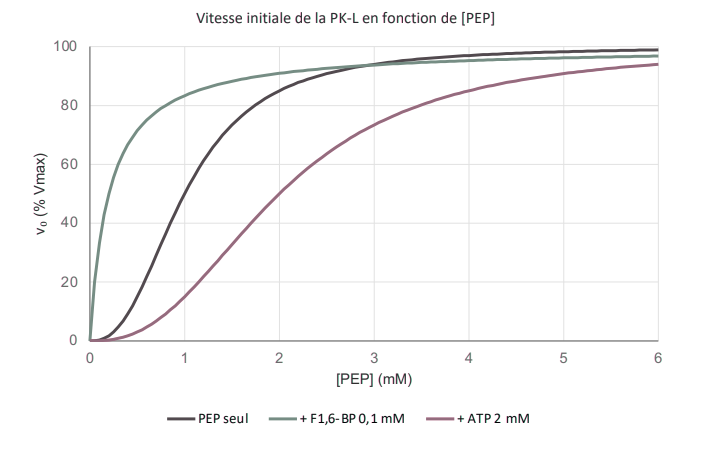 Vitesse initiale de la PK-L en fonction de [PEP]
100
80
60
40
20
0
v₀ (% Vmax)
0 1 2 3 4 5 6
[PEP] (mM)
PEP seul + F1,6-BP 0,1 mM + ATP 2 mM